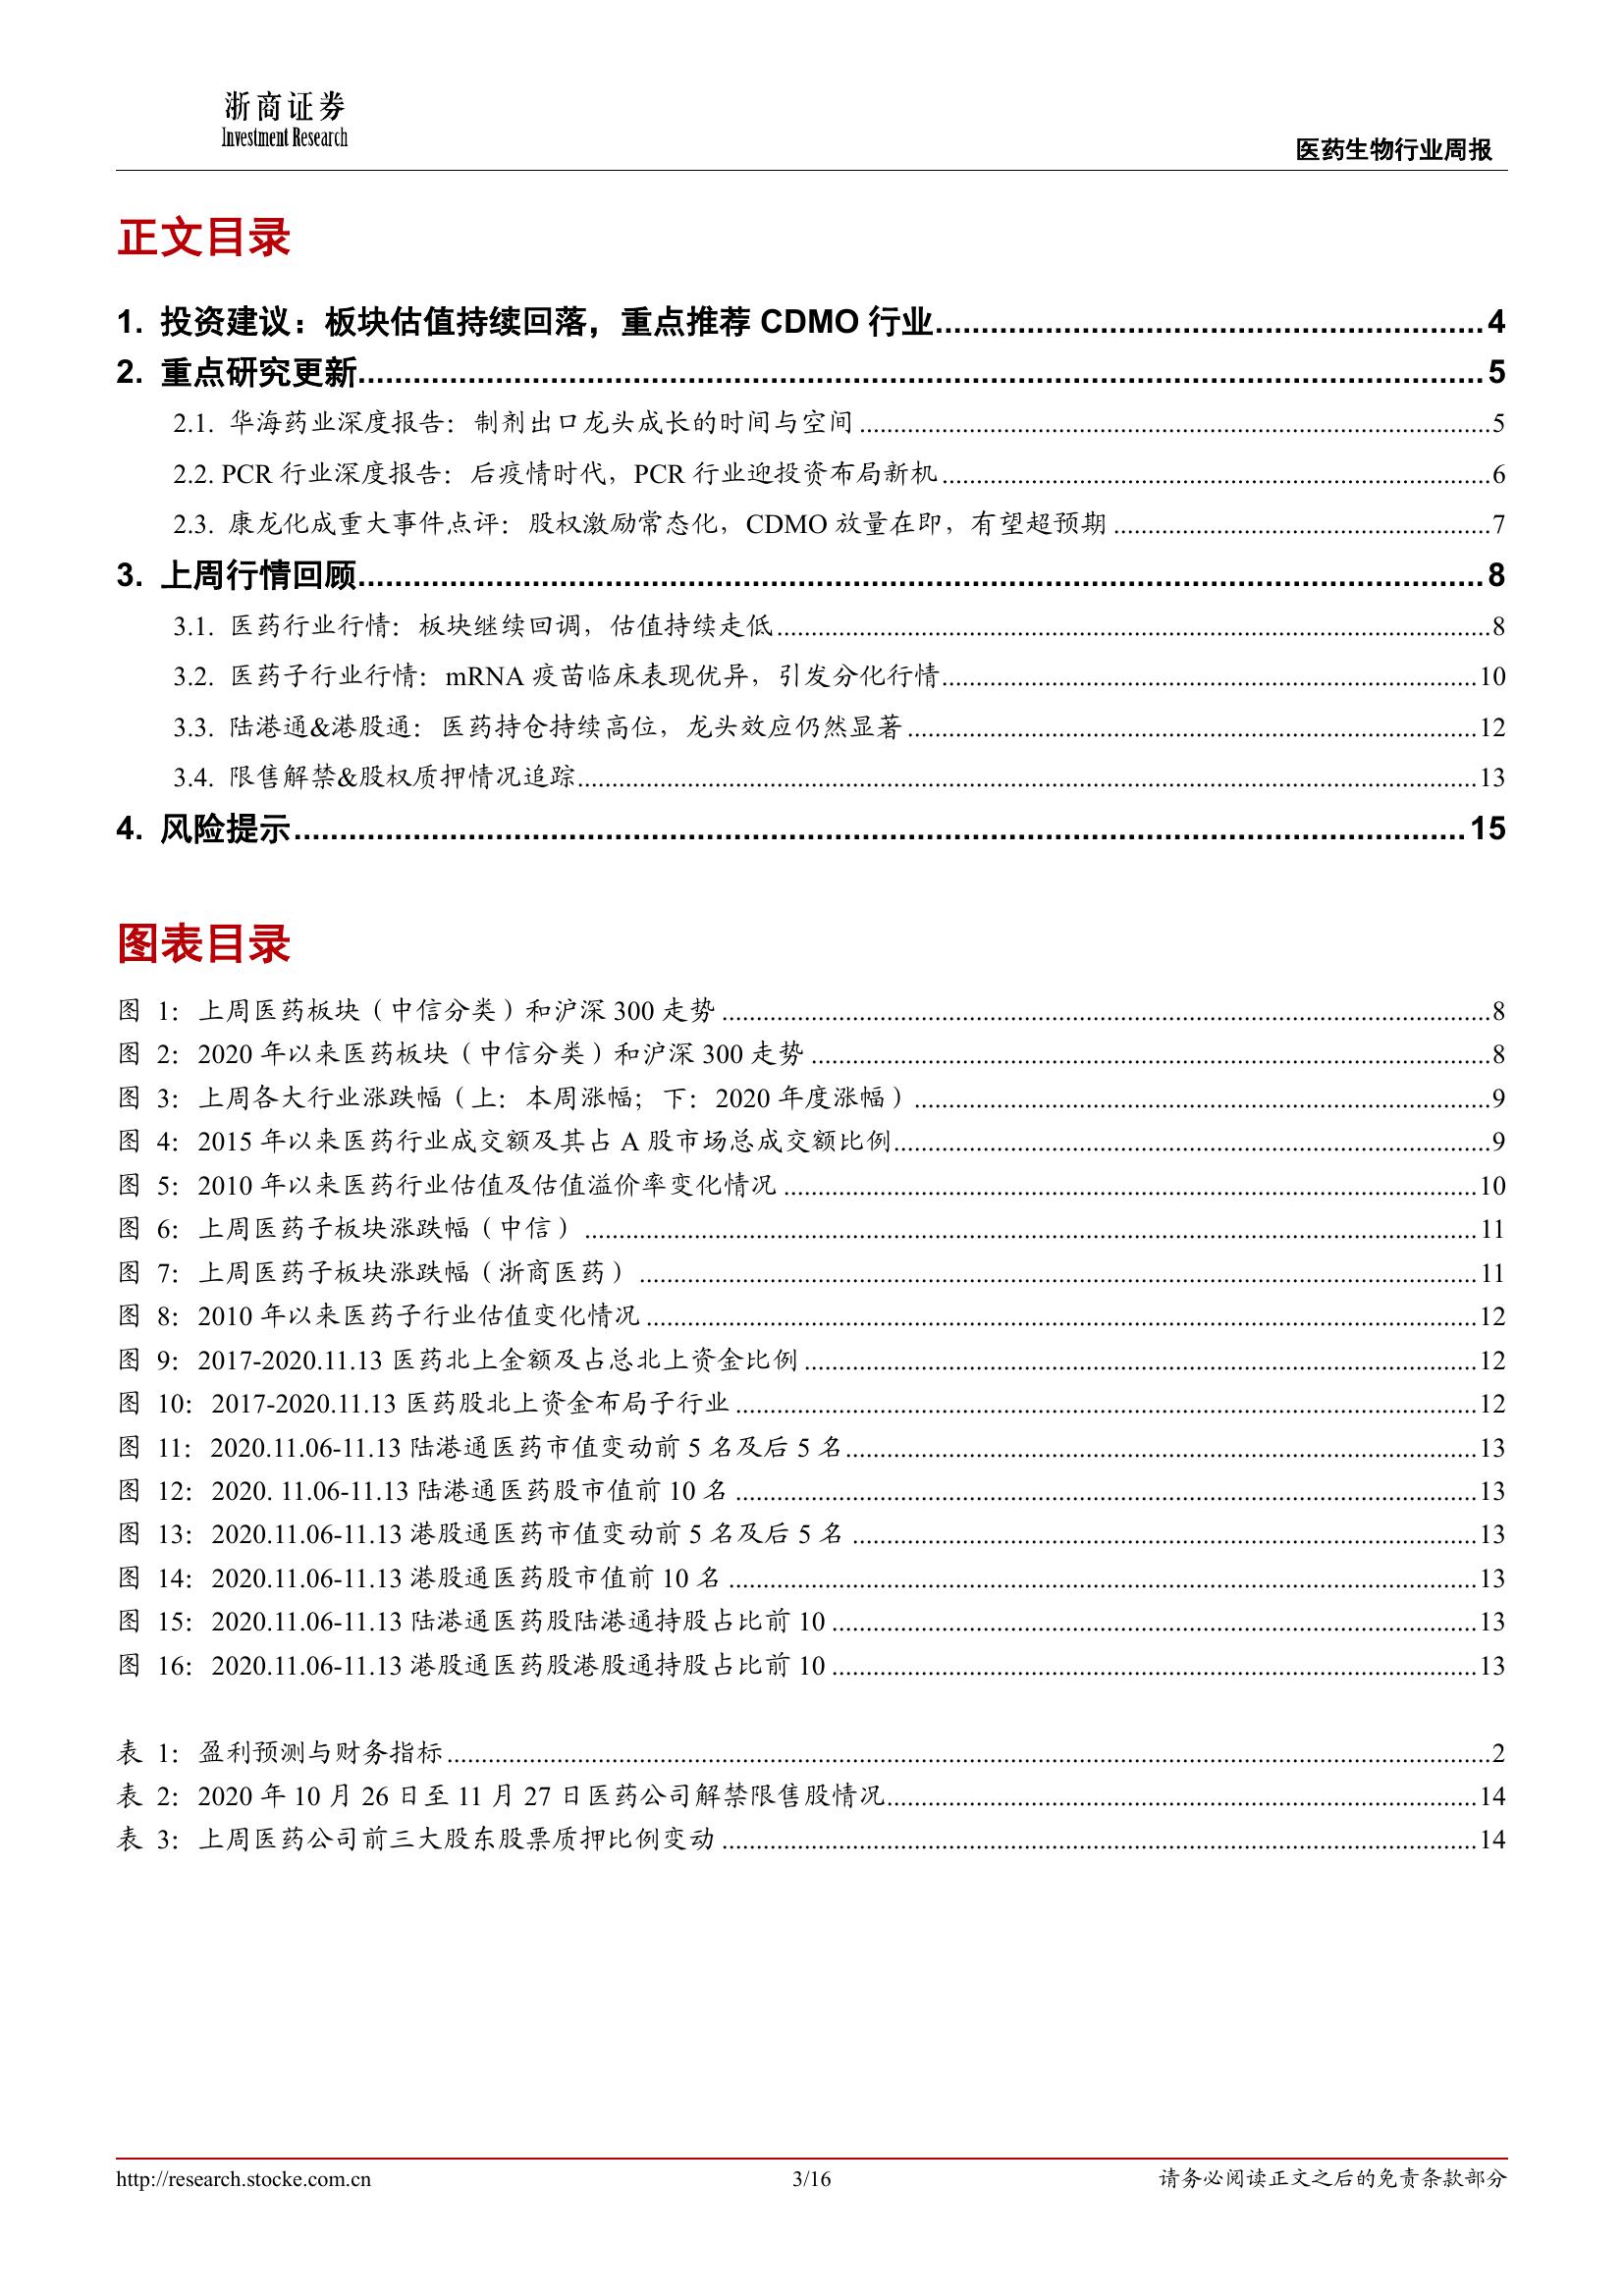 浙商证券
Investment Research
医药生物行业周报
正文目录
1. 投资建议：板块估值持续回落，重点推荐 CDMO 行业.......................................................... 4
2. 重点研究更新.......................................................... 5
2.1. 华海药业深度报告：制剂出口龙头成长的时间与空间 .......................................................... 5
2.2. PCR 行业深度报告：后疫情时代，PCR 行业迎投资布局新机 .......................................................... 6
2.3. 康龙化成重大事件点评：股权激励常态化，CDMO 放量在即，有望超预期 .......................................................... 7
3. 上周行情回顾.......................................................... 8
3.1. 医药行业行情：板块继续回调，估值持续走低.......................................................... 8
3.2. 医药子行业行情：mRNA 疫苗临床表现优异，引发分化行情.......................................................... 10
3.3. 陆港通&港股通：医药持仓持续高位，龙头效应仍然显著 .......................................................... 12
3.4. 限售解禁&股权质押情况追踪.......................................................... 13
4. 风险提示.......................................................... 15
图表目录
图 1：上周医药板块（中信分类）和沪深 300 走势 .......................................................... 8
图 2：2020 年以来医药板块（中信分类）和沪深 300 走势 .......................................................... 8
图 3：上周各大行业涨跌幅（上：本周涨幅；下：2020 年度涨幅） .......................................................... 9
图 4：2015 年以来医药行业成交额及其占 A 股市场总成交额比例.......................................................... 9
图 5：2010 年以来医药行业估值及估值溢价率变化情况 .......................................................... 10
图 6：上周医药子板块涨跌幅（中信） .......................................................... 11
图 7：上周医药子板块涨跌幅（浙商医药） .......................................................... 11
图 8：2010 年以来医药子行业估值变化情况 .......................................................... 12
图 9：2017-2020.11.13 医药北上金额及占总北上资金比例 .......................................................... 12
图 10：2017-2020.11.13 医药股北上资金布局子行业 .......................................................... 12
图 11：2020.11.06-11.13 陆港通医药市值变动前 5 名及后 5 名.......................................................... 13
图 12：2020. 11.06-11.13 陆港通医药股市值前 10 名 .......................................................... 13
图 13：2020.11.06-11.13 港股通医药市值变动前 5 名及后 5 名 .......................................................... 13
图 14：2020.11.06-11.13 港股通医药股市值前 10 名 .......................................................... 13
图 15：2020.11.06-11.13 陆港通医药股陆港通持股占比前 10 .......................................................... 13
图 16：2020.11.06-11.13 港股通医药股港股通持股占比前 10 .......................................................... 13
表 1：盈利预测与财务指标.......................................................... 2
表 2：2020 年 10 月 26 日至 11 月 27 日医药公司解禁限售股情况.......................................................... 14
表 3：上周医药公司前三大股东股票质押比例变动 .......................................................... 14
http://research.stocke.com.cn
3/16
请务必阅读正文之后的免责条款部分